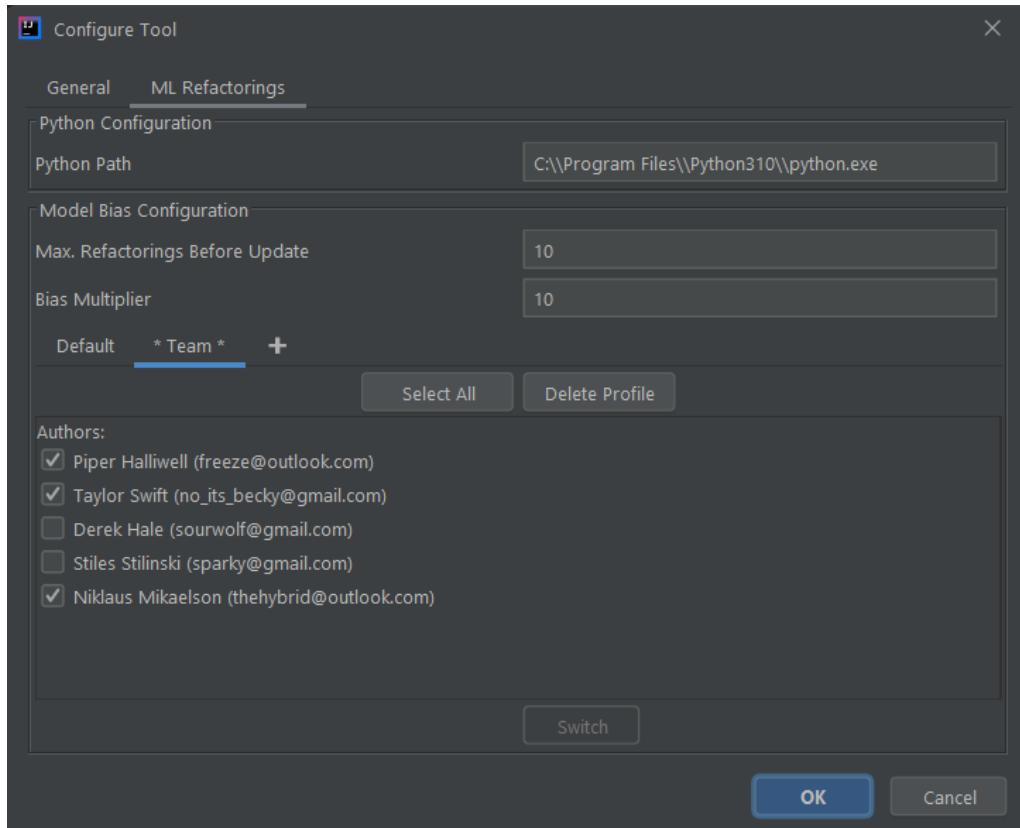 Configure Tool
General ML Refactorings
Python Configuration
Python Path C:\\Program Files\\Python310\\python.exe
Model Bias Configuration
Max. Refactorings Before Update 10
Bias Multiplier 10
Default * Team * +
Select All Delete Profile
Authors:
Piper Halliwell (freeze@outlook.com)
Taylor Swift (no_its_becky@gmail.com)
Derek Hale (sourwolf@gmail.com)
Stiles Stilinski (sparky@gmail.com)
Niklaus Mikaelson (thehybrid@outlook.com)
Switch
OK Cancel